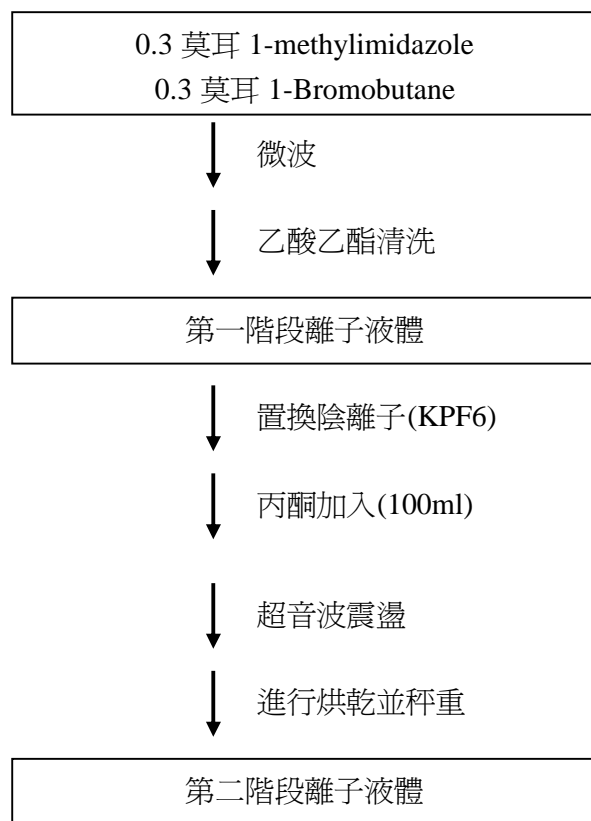 0.3 莫耳 1-methylimidazole
0.3 莫耳 1-Bromobutane
微波
乙酸乙酯清洗
第一階段離子液體
置換陰離子(KPF6)
丙酮加入(100ml)
超音波震盪
進行烘乾並秤重
第二階段離子液體